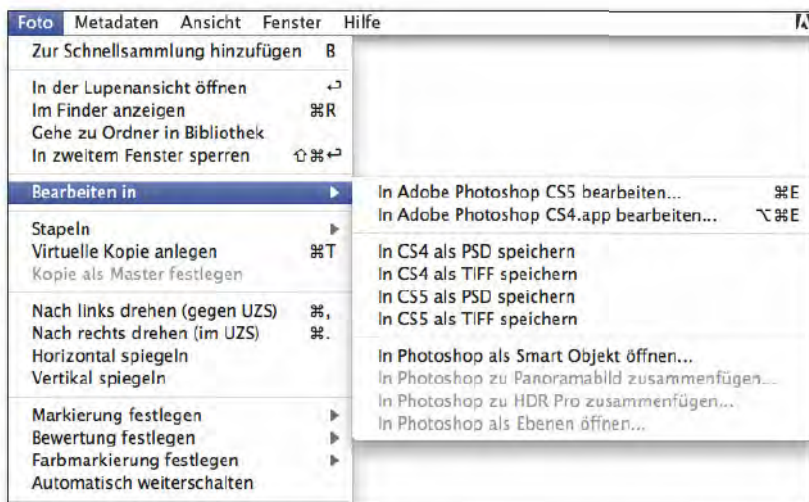 Foto Metadaten Ansicht Fenster Hilfe
Zur Schnellsammlung hinzufügen B
In der Lupenansicht öffnen ⏎
Im Finder anzeigen ⌘R
Gehe zu Ordner in Bibliothek
In zweitem Fenster sperren ⇧⌘⏎
Bearbeiten in ▶
Stapeln ▶
Virtuelle Kopie anlegen ⌘T
Kopie als Master festlegen
Nach links drehen (gegen UZS) ⌘,
Nach rechts drehen (im UZS) ⌘.
Horizontal spiegeln
Vertikal spiegeln
Markierung festlegen ▶
Bewertung festlegen ▶
Farbmarkierung festlegen ▶
Automatisch weiterschalten
In Adobe Photoshop CS5 bearbeiten... ⌘E
In Adobe Photoshop CS4.app bearbeiten... ⌥⌘E
In CS4 als PSD speichern
In CS4 als TIFF speichern
In CS5 als PSD speichern
In CS5 als TIFF speichern
In Photoshop als Smart Objekt öffnen...
In Photoshop zu Panoramabild zusammenfügen...
In Photoshop zu HDR Pro zusammenfügen...
In Photoshop als Ebenen öffnen...